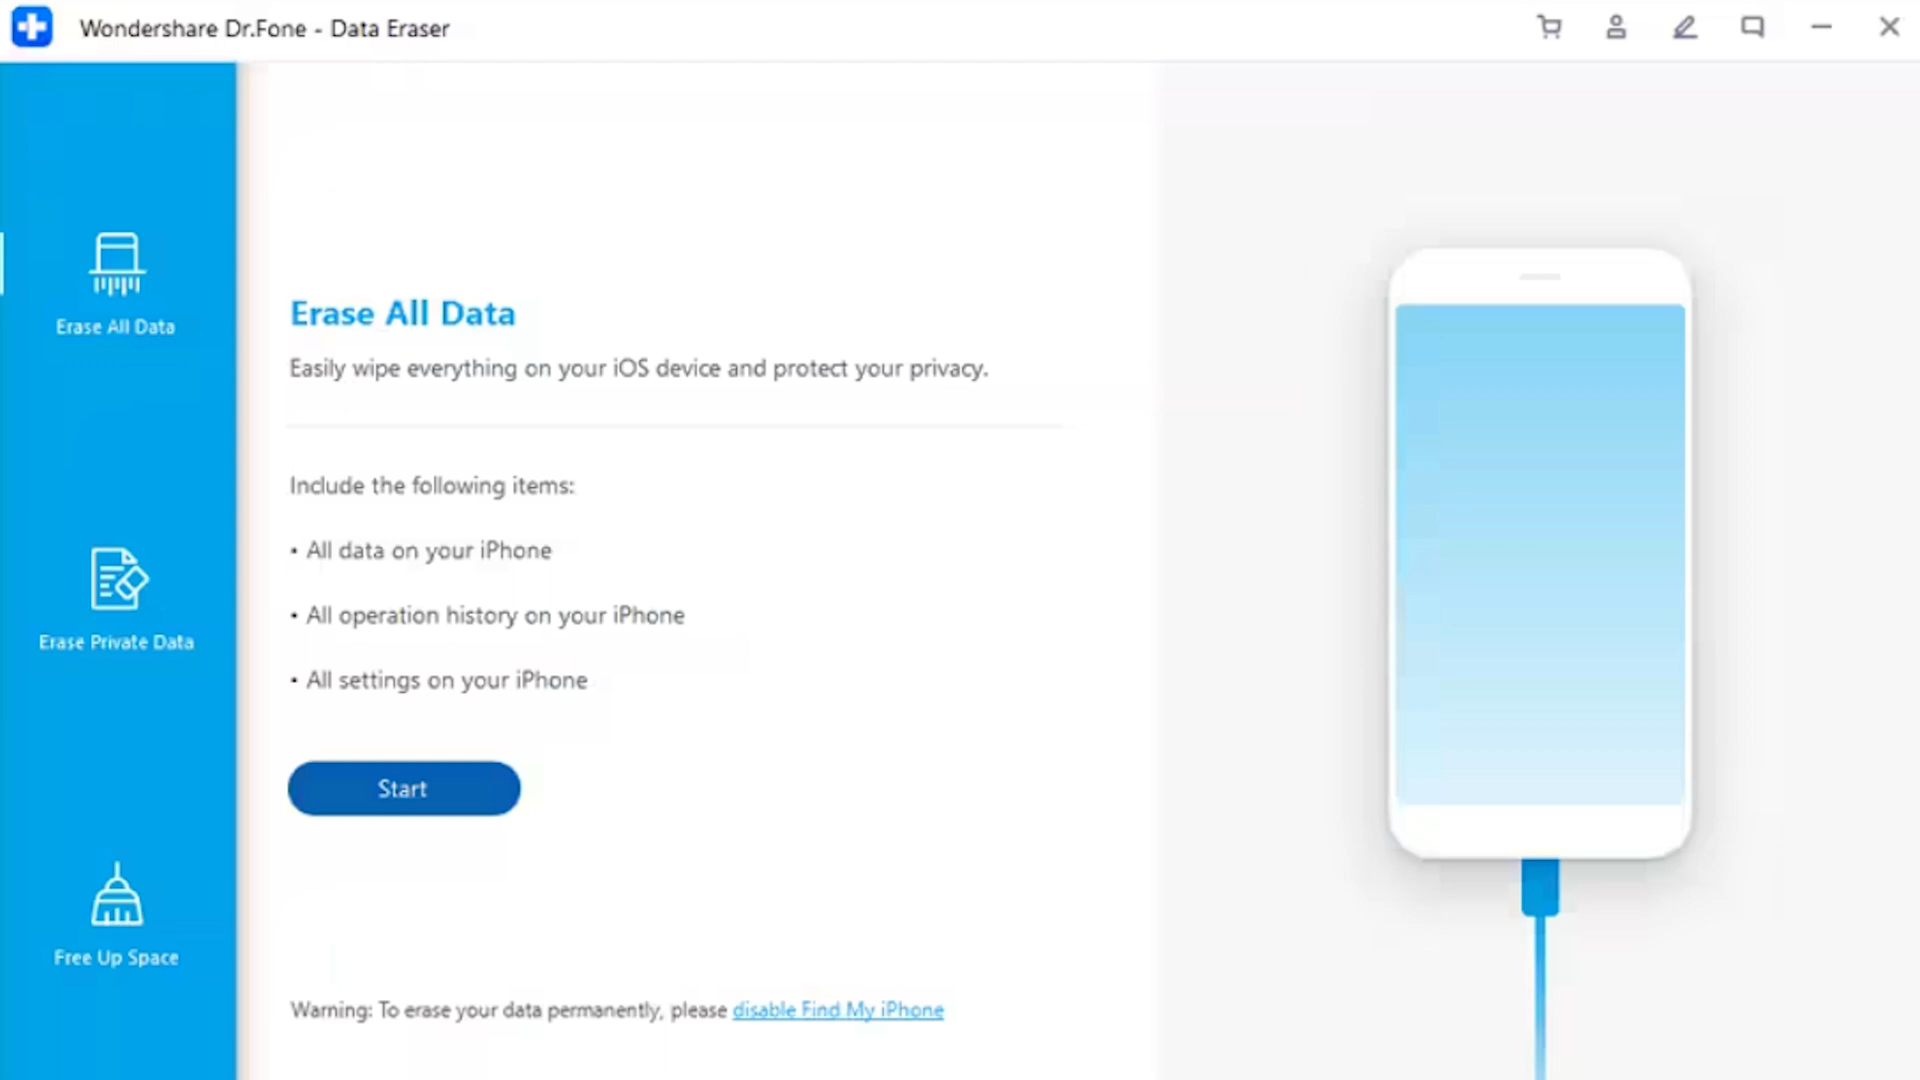 Wondershare Dr.Fone - Data Eraser
Erase All Data
Erase Private Data
Free Up Space
Erase All Data
Easily wipe everything on your iOS device and protect your privacy.
Include the following items:
• All data on your iPhone
• All operation history on your iPhone
• All settings on your iPhone
Start
Warning: To erase your data permanently, please disable Find My iPhone